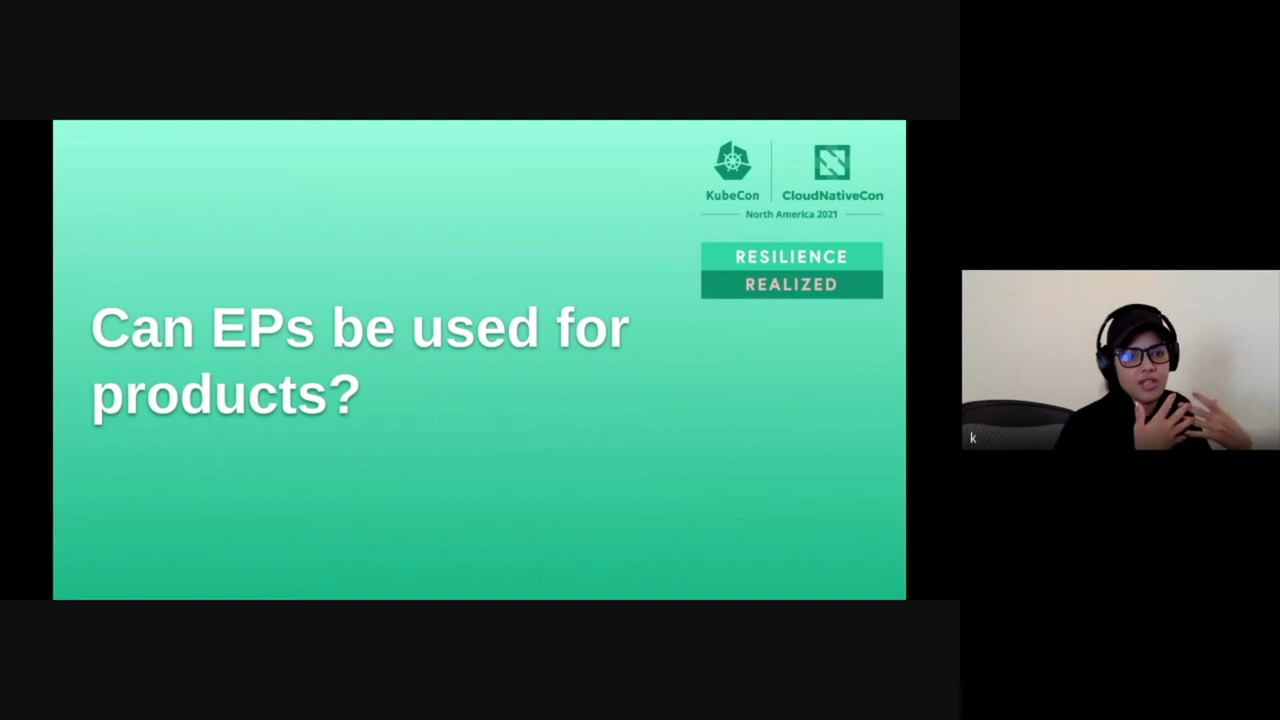 KubeCon
CloudNativeCon
North America 2021
RESILIENCE
REALIZED
Can EPs be used for
products?
k